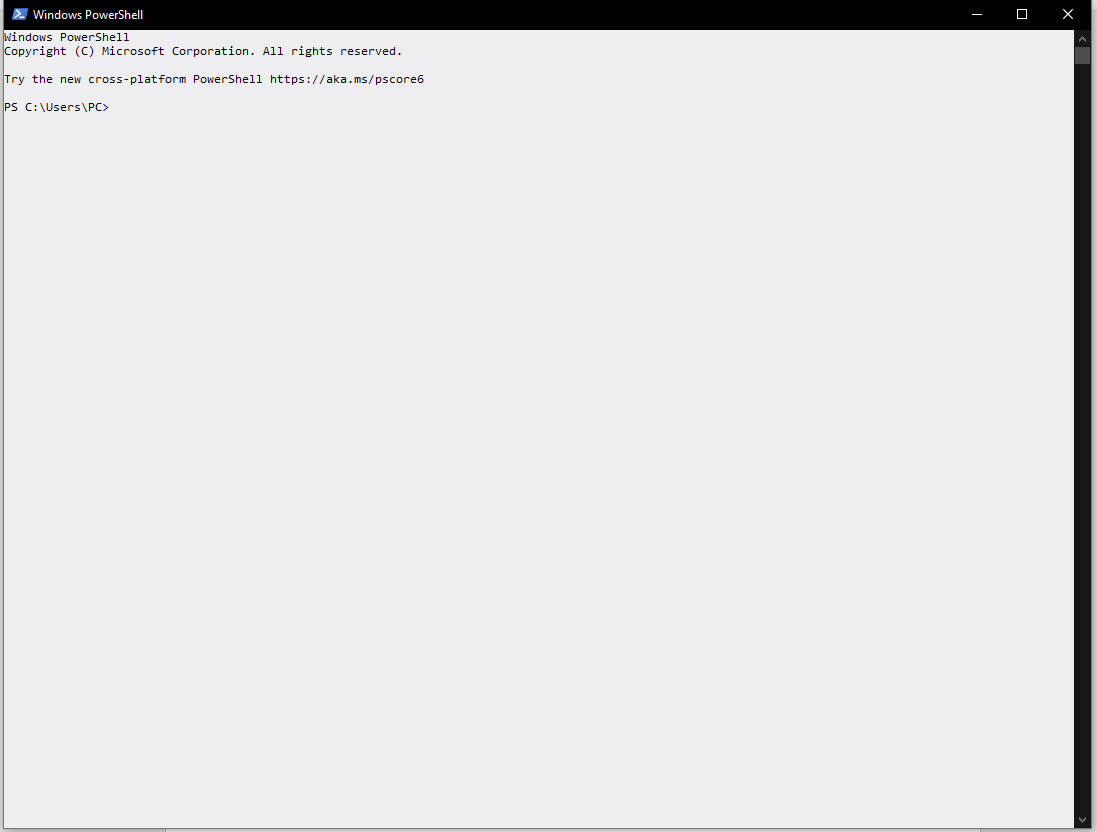 Windows PowerShell
Windows PowerShell
Copyright (C) Microsoft Corporation. All rights reserved.
Try the new cross-platform PowerShell https://aka.ms/pscore6
PS C:\Users\PC>